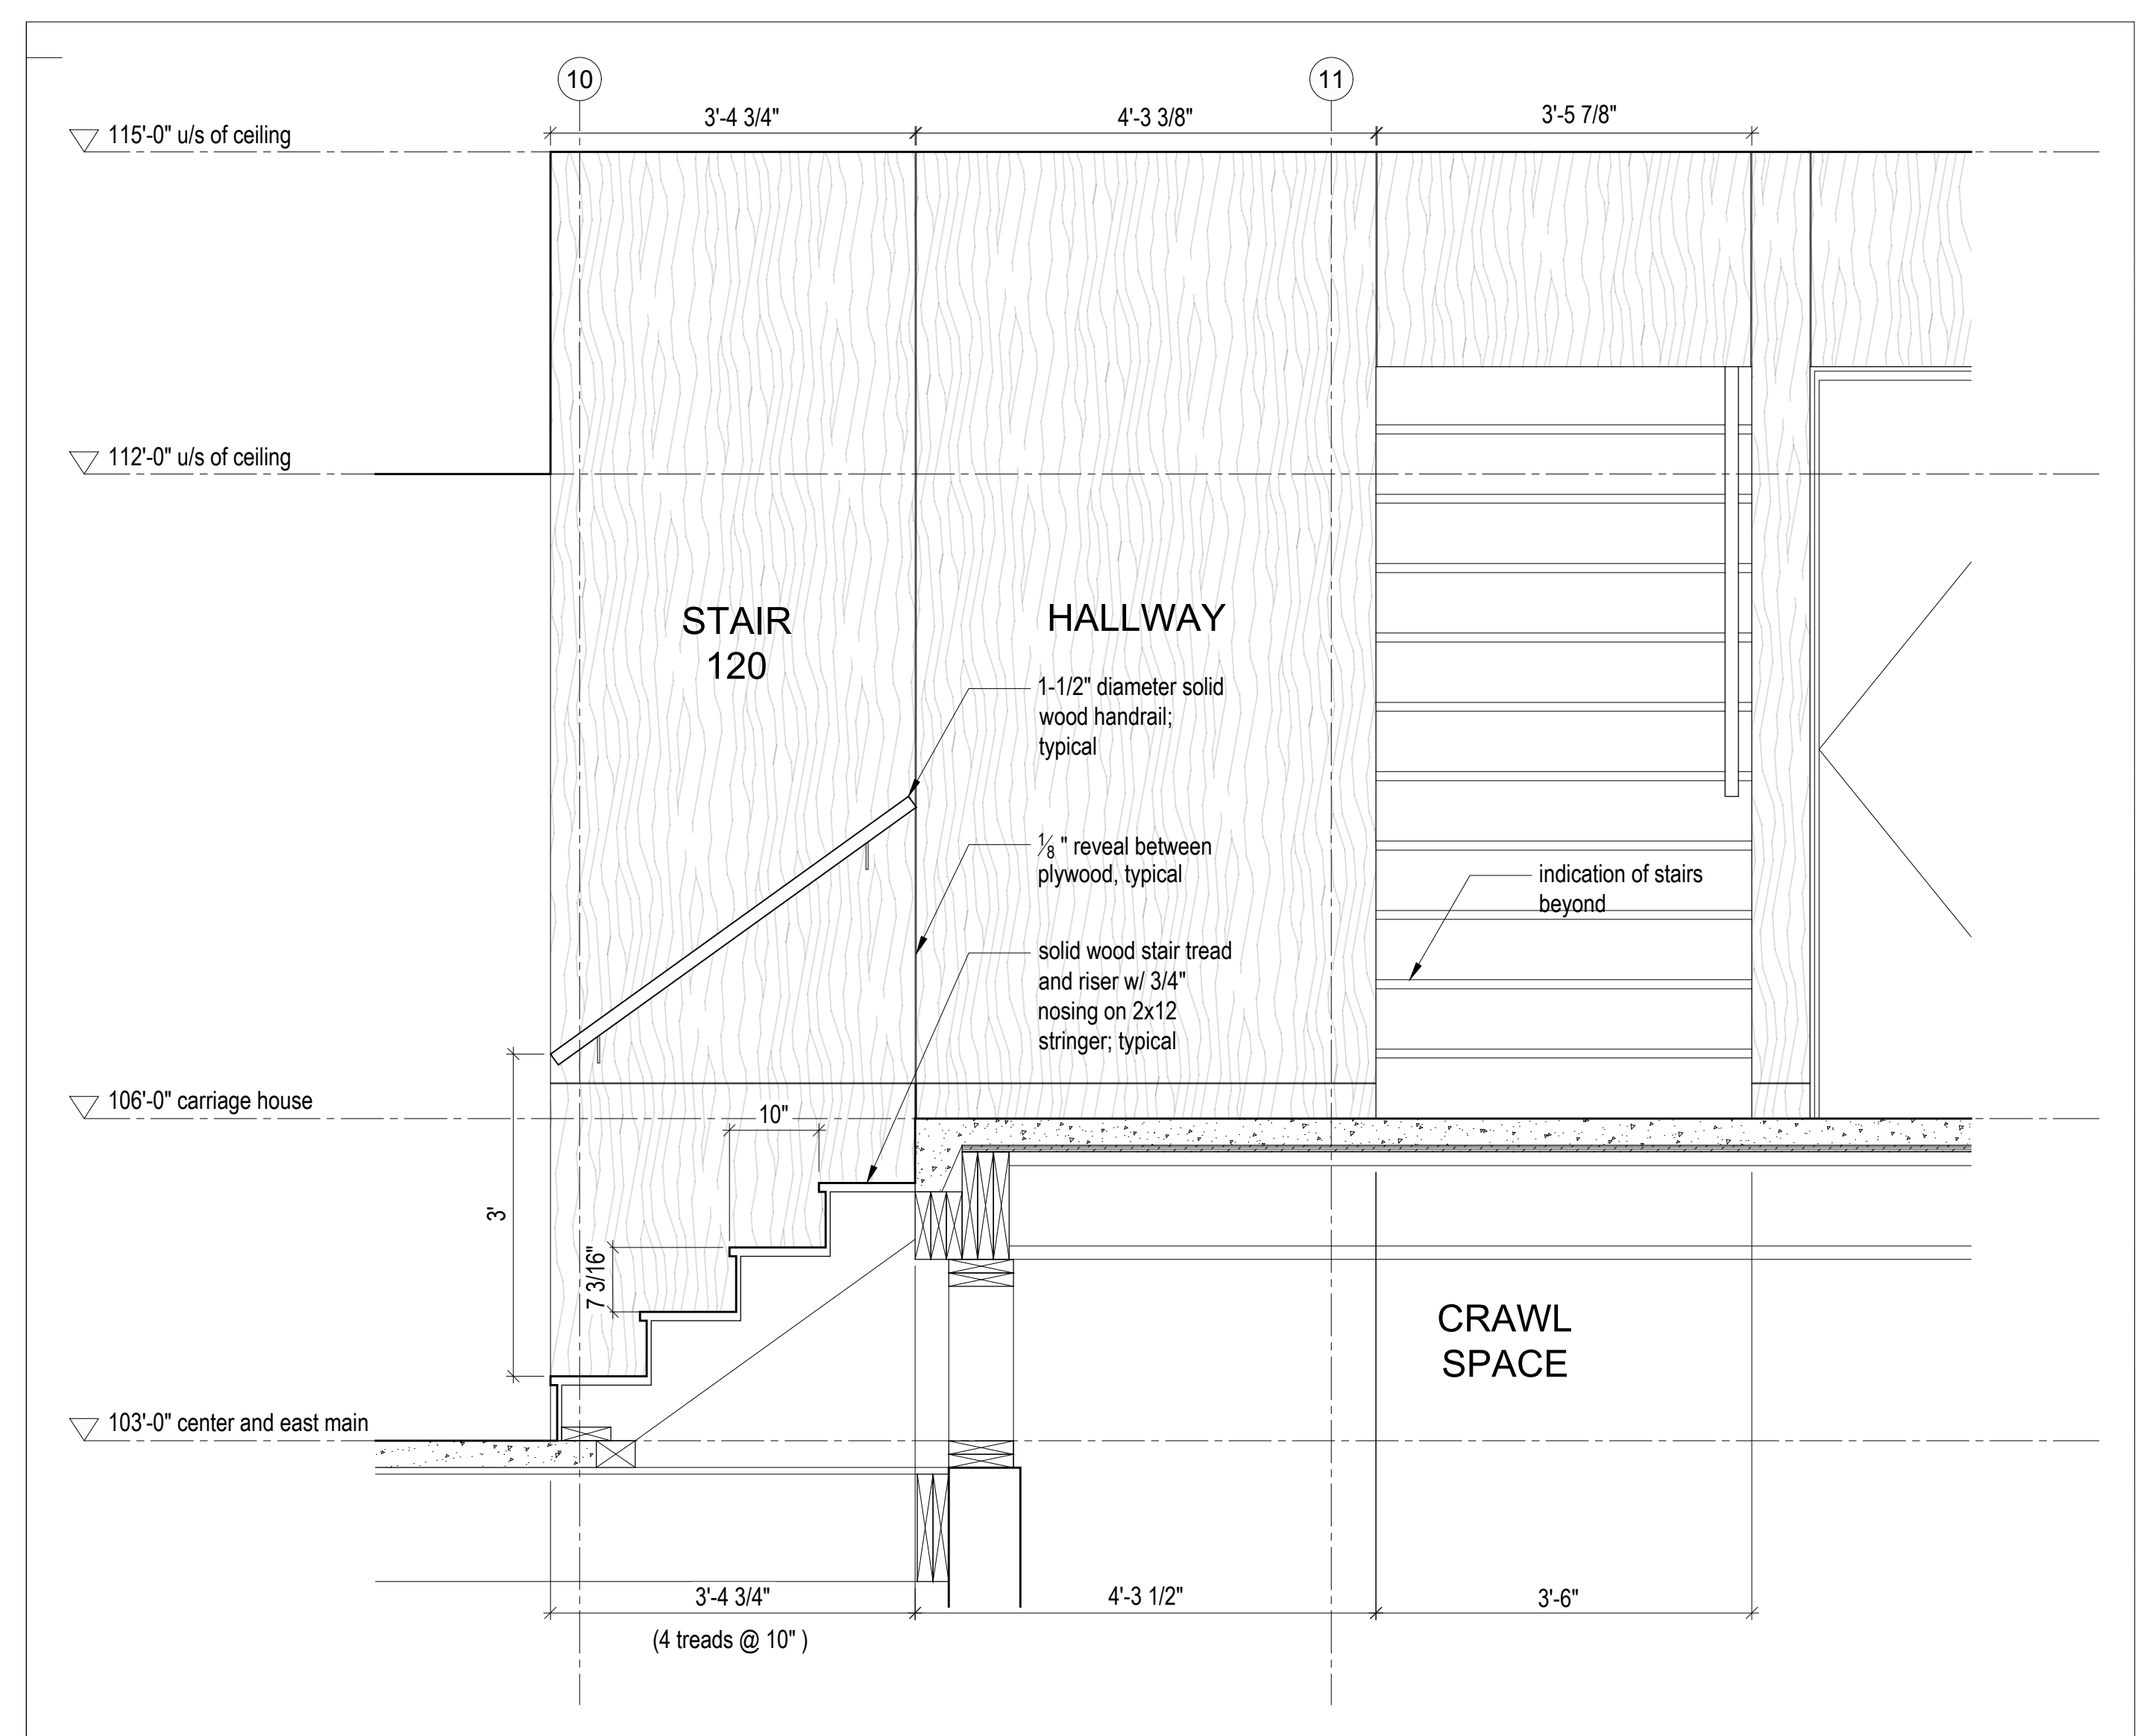 10
11
3'-4 3/4"
4'-3 3/8"
3'-5 7/8"
115'-0" u/s of ceiling
112'-0" u/s of ceiling
STAIR
120
HALLWAY
1-1/2" diameter solid
wood handrail;
typical
1/8 " reveal between
plywood, typical
indication of stairs
beyond
solid wood stair tread
and riser w/ 3/4"
nosing on 2x12
stringer; typical
106'-0" carriage house
10"
3'
7 3/16"
CRAWL
SPACE
103'-0" center and east main
3'-4 3/4"
4'-3 1/2"
3'-6"
(4 treads @ 10" )